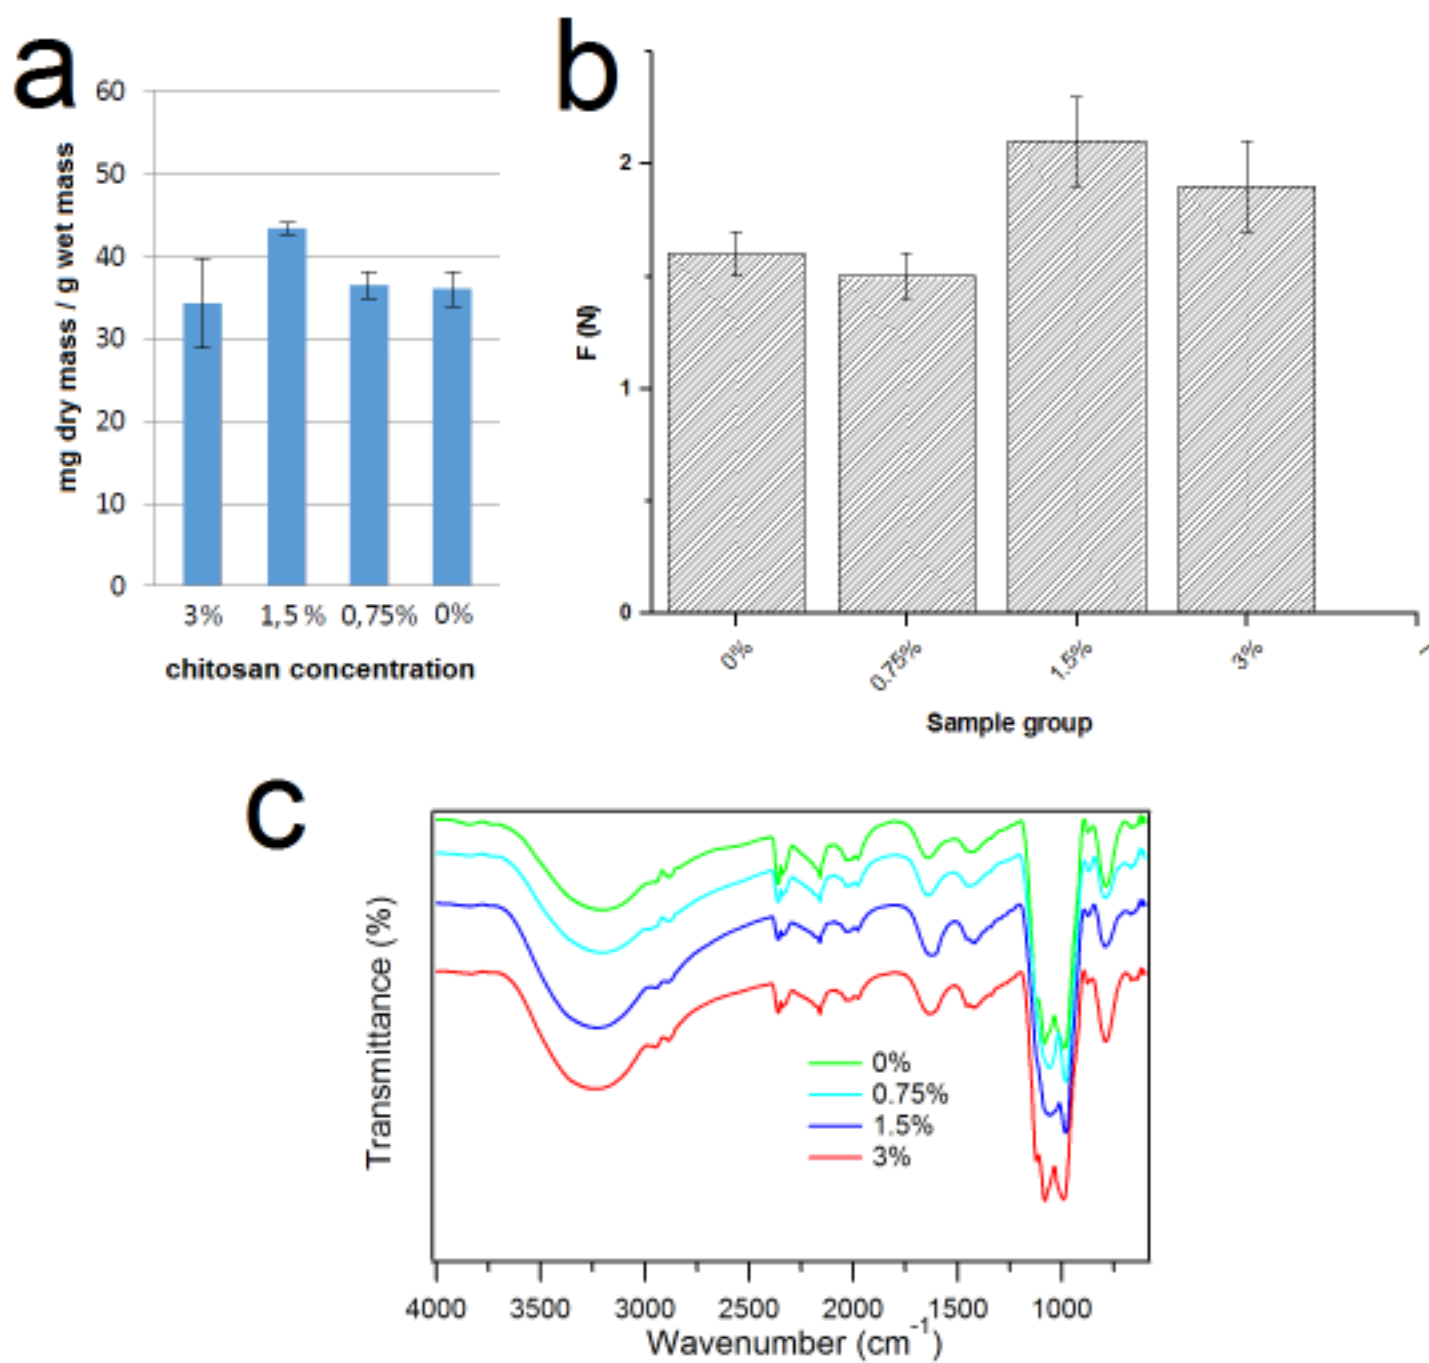 a
60
50
40
30
20
10
0
mg dry mass / g wet mass
3% 1,5% 0,75% 0%
chitosan concentration
b
2
1
0
F (N)
0% 0.75% 1.5% 3%
Sample group
c
Transmittance (%)
0%
0.75%
1.5%
3%
4000 3500 3000 2500 2000 1500 1000
Wavenumber (cm⁻¹)